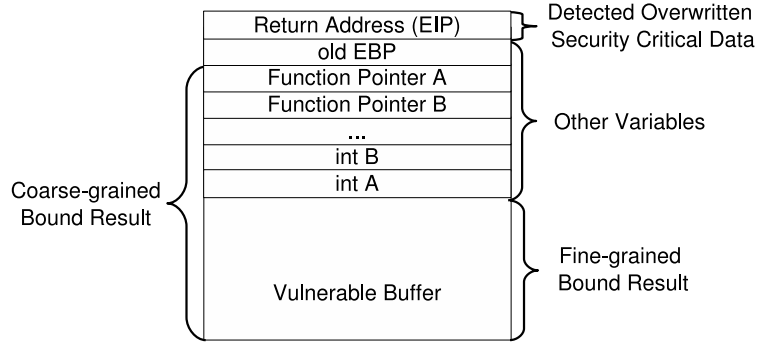 Return Address (EIP)
old EBP
Function Pointer A
Function Pointer B
...
int B
int A
Vulnerable Buffer
Coarse-grained
Bound Result
Detected Overwritten
Security Critical Data
Other Variables
Fine-grained
Bound Result